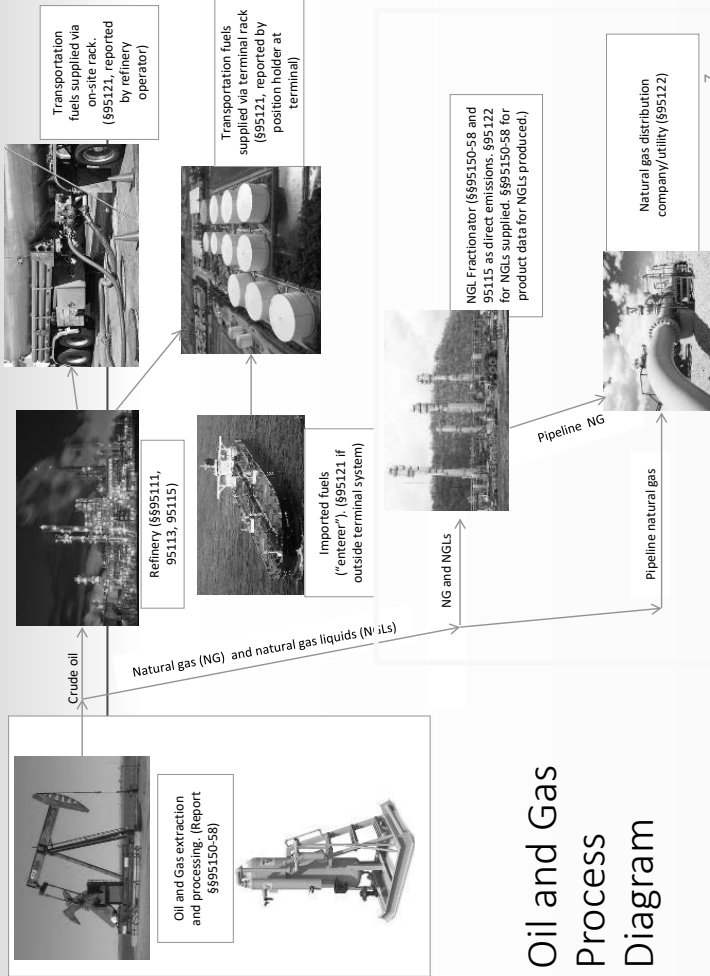 Oil and Gas
Process
Diagram
Oil and Gas extraction
and processing. (Report
§§95150-58)
Crude oil
Natural gas (NG)  and natural gas liquids (NGLs)
Refinery (§§95111,
95113, 95115)
Imported fuels
("enterer"). (§95121 if
outside terminal system)
NG and NGLs
Pipeline natural gas
Transportation
fuels supplied via
on-site rack.
(§95121, reported
by refinery
operator)
Transportation fuels
supplied via terminal rack
(§95121, reported by
position holder at
terminal)
NGL Fractionator (§§95150-58 and
95115 as direct emissions. §95122
for NGLs supplied. §§95150-58 for
product data for NGLs produced.)
Pipeline  NG
Natural gas distribution
company/utility (§95122)